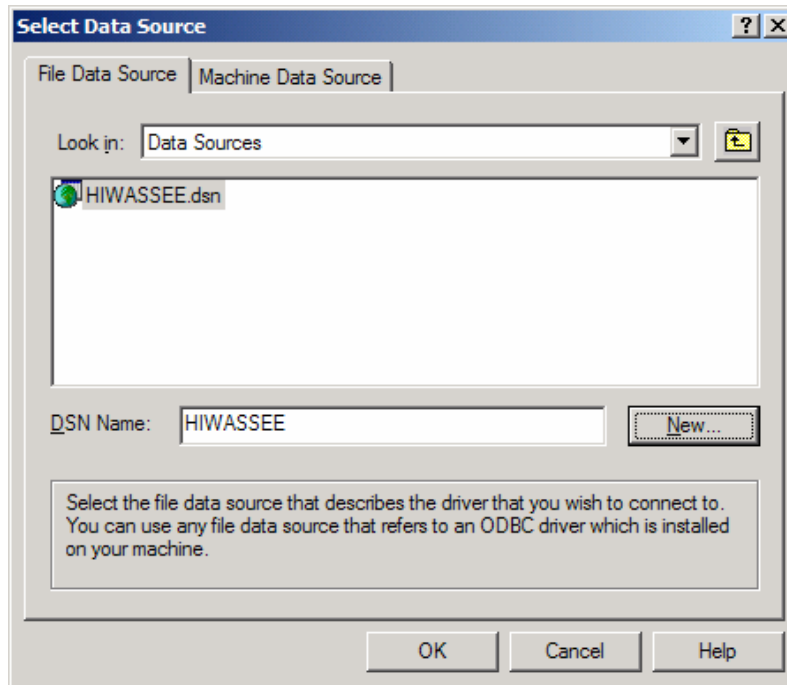 Select Data Source
File Data Source
Machine Data Source
Look in:
Data Sources
HIWASSEE.dsn
DSN Name:
HIWASSEE
New...
Select the file data source that describes the driver that you wish to connect to.
You can use any file data source that refers to an ODBC driver which is installed
on your machine.
OK
Cancel
Help